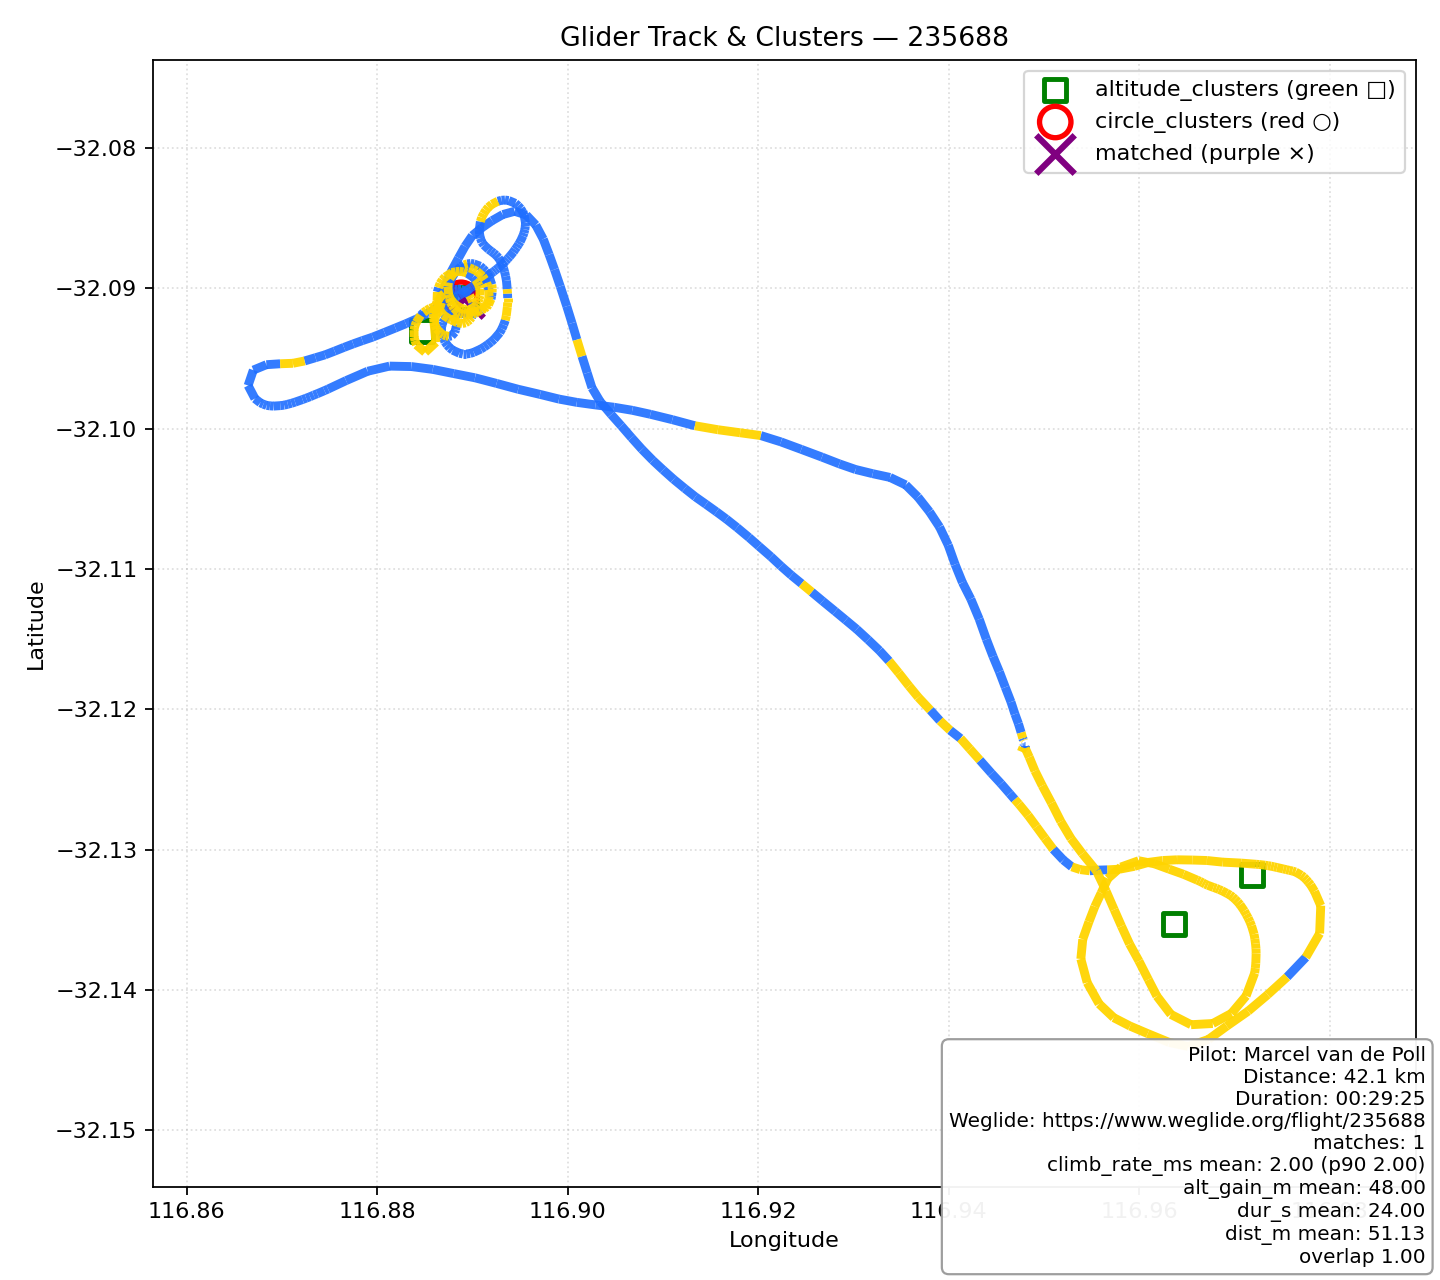 Glider Track & Clusters — 235688
altitude_clusters (green □)
circle_clusters (red ○)
matched (purple ×)
−32.08
−32.09
−32.10
−32.11
−32.12
−32.13
−32.14
−32.15
Latitude
116.86
116.88
116.90
116.92
116.94
116.96
Longitude
Pilot: Marcel van de Poll
Distance: 42.1 km
Duration: 00:29:25
Weglide: https://www.weglide.org/flight/235688
matches: 1
climb_rate_ms mean: 2.00 (p90 2.00)
alt_gain_m mean: 48.00
dur_s mean: 24.00
dist_m mean: 51.13
overlap 1.00